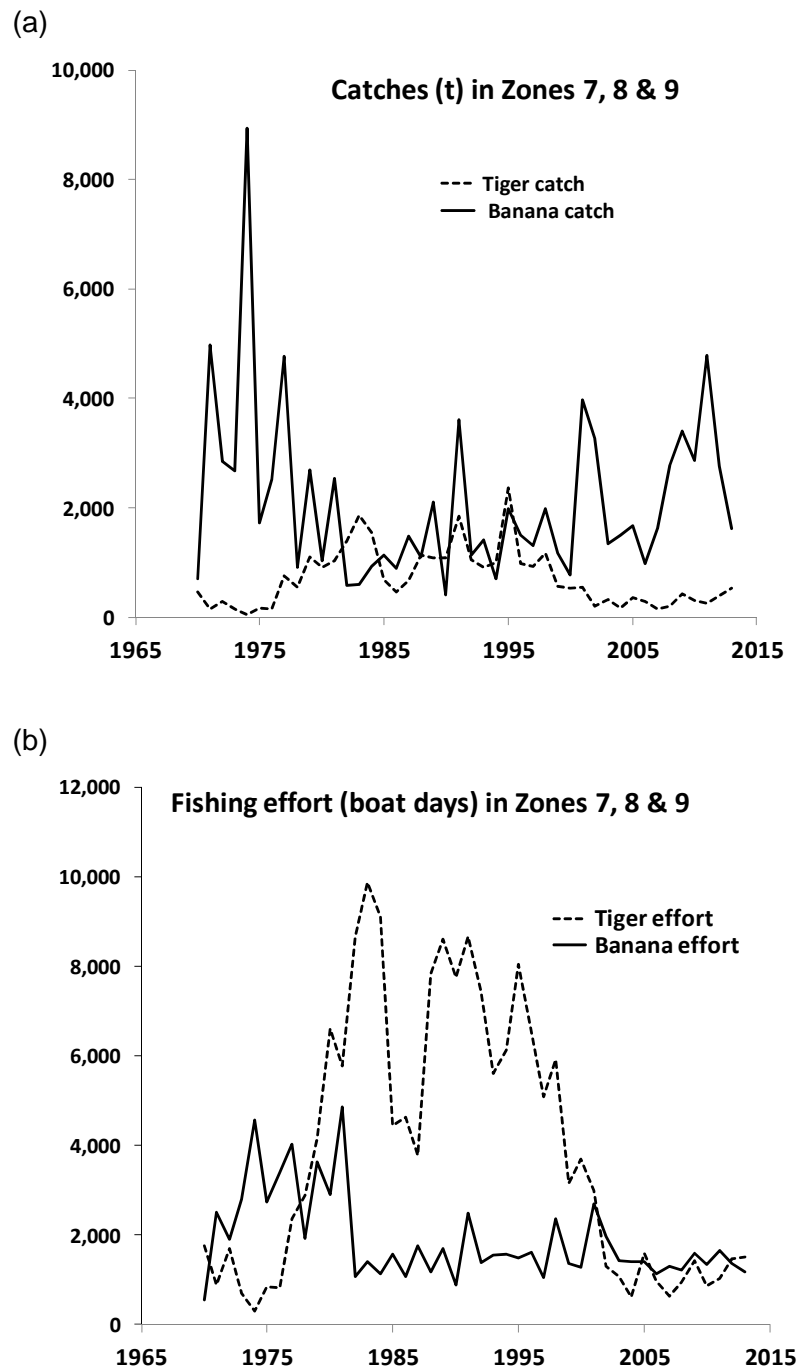 (a)
Catches (t) in Zones 7, 8 & 9
10,000
8,000
6,000
4,000
2,000
0
Tiger catch
Banana catch
1965 1975 1985 1995 2005 2015
(b)
Fishing effort (boat days) in Zones 7, 8 & 9
12,000
10,000
8,000
6,000
4,000
2,000
0
Tiger effort
Banana effort
1965 1975 1985 1995 2005 2015